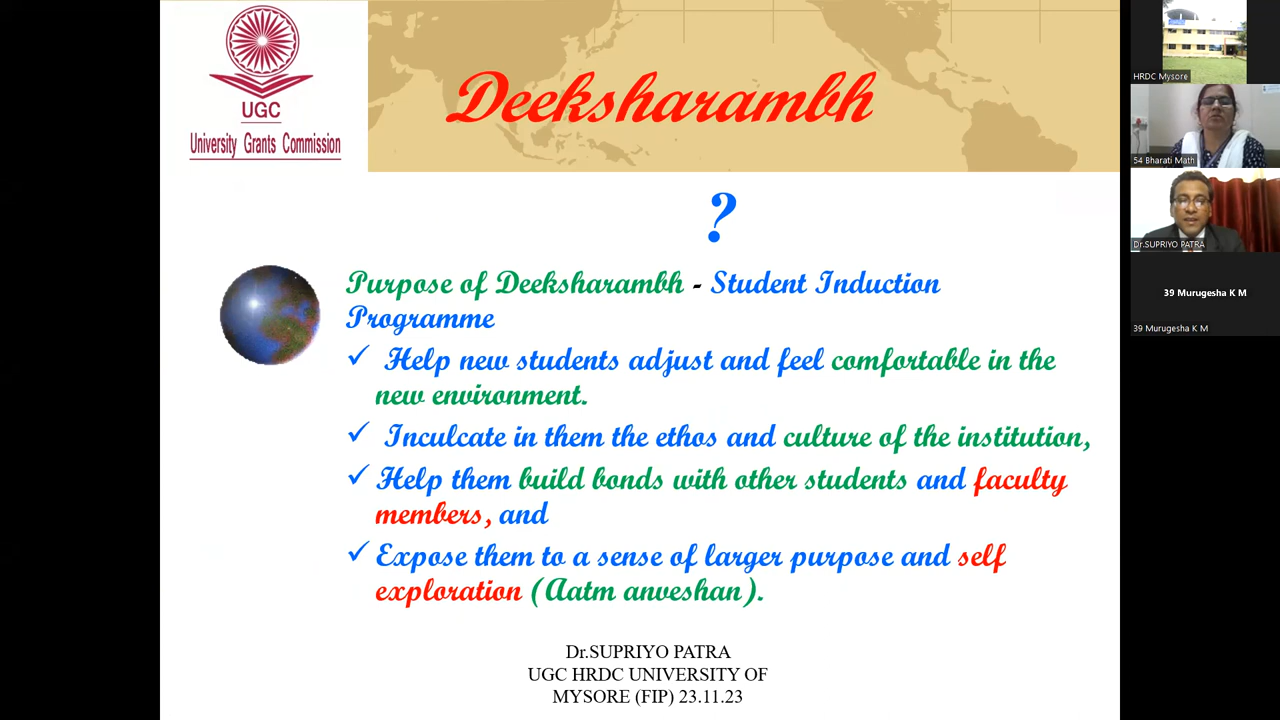 UGC
University Grants Commission
Deeksharambh
?
Purpose of Deeksharambh - Student Induction
Programme
✓ Help new students adjust and feel comfortable in the
new environment.
✓ Inculcate in them the ethos and culture of the institution,
✓ Help them build bonds with other students and faculty
members, and
✓ Expose them to a sense of larger purpose and self
exploration (Aatm anveshan).
Dr.SUPRIYO PATRA
UGC HRDC UNIVERSITY OF
MYSORE (FIP) 23.11.23
HRDC Mysore
54 Bharati Math
Dr.SUPRIYO PATRA
39 Murugesha K M
39 Murugesha K M